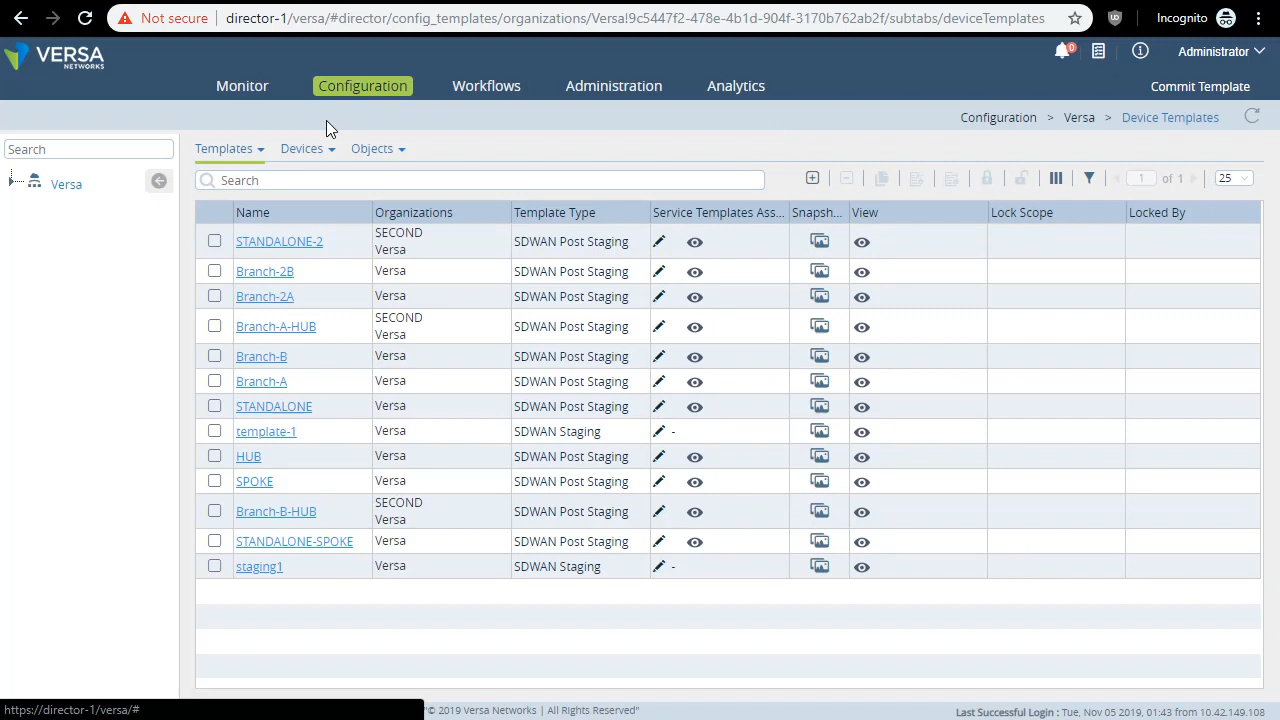 Not secure director-1/versa/#director/config_templates/organizations/Versa!9c5447f2-478e-4b1d-904f-3170b762ab2f/subtabs/deviceTemplates Incognito
VERSA
NETWORKS
0 Administrator
Monitor Configuration Workflows Administration Analytics Commit Template
Configuration > Versa > Device Templates
Search
Templates Devices Objects
Versa
Search 1 of 1 25
Name Organizations Template Type Service Templates Ass... Snapsh... View Lock Scope Locked By
STANDALONE-2 SECOND Versa SDWAN Post Staging
Branch-2B Versa SDWAN Post Staging
Branch-2A Versa SDWAN Post Staging
Branch-A-HUB SECOND Versa SDWAN Post Staging
Branch-B Versa SDWAN Post Staging
Branch-A Versa SDWAN Post Staging
STANDALONE Versa SDWAN Post Staging
template-1 Versa SDWAN Staging -
HUB Versa SDWAN Post Staging
SPOKE Versa SDWAN Post Staging
Branch-B-HUB SECOND Versa SDWAN Post Staging
STANDALONE-SPOKE Versa SDWAN Post Staging
staging1 Versa SDWAN Staging -
https://director-1/versa/# "© 2019 Versa Networks | All Rights Reserved" Last Successful Login : Tue, Nov 05 2019, 01:43 from 10.42.149.108